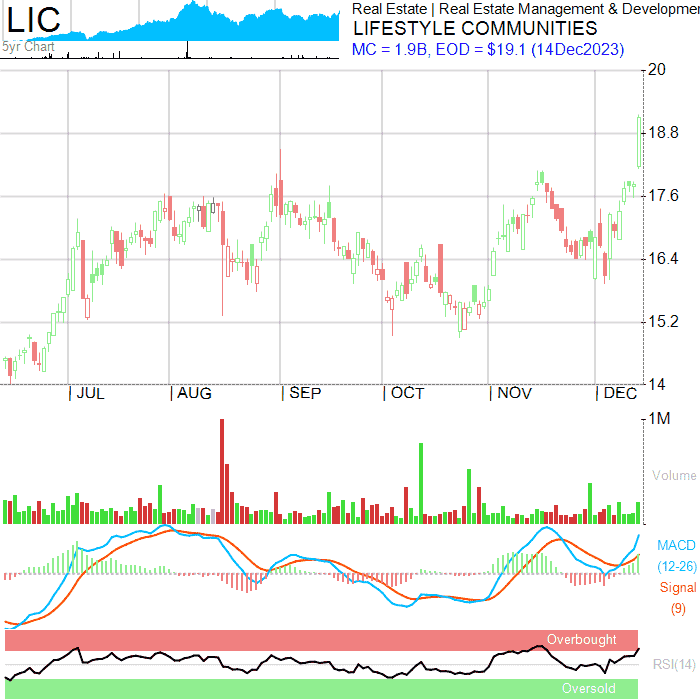 LIC
5yr Chart
Real Estate | Real Estate Management & Developmen
LIFESTYLE COMMUNITIES
MC = 1.9B, EOD = $19.1 (14Dec2023)
20
18.8
17.6
16.4
15.2
14
JUL
AUG
SEP
OCT
NOV
DEC
1M
Volume
MACD
(12-26)
Signal
(9)
Overbought
RSI(14)
Oversold